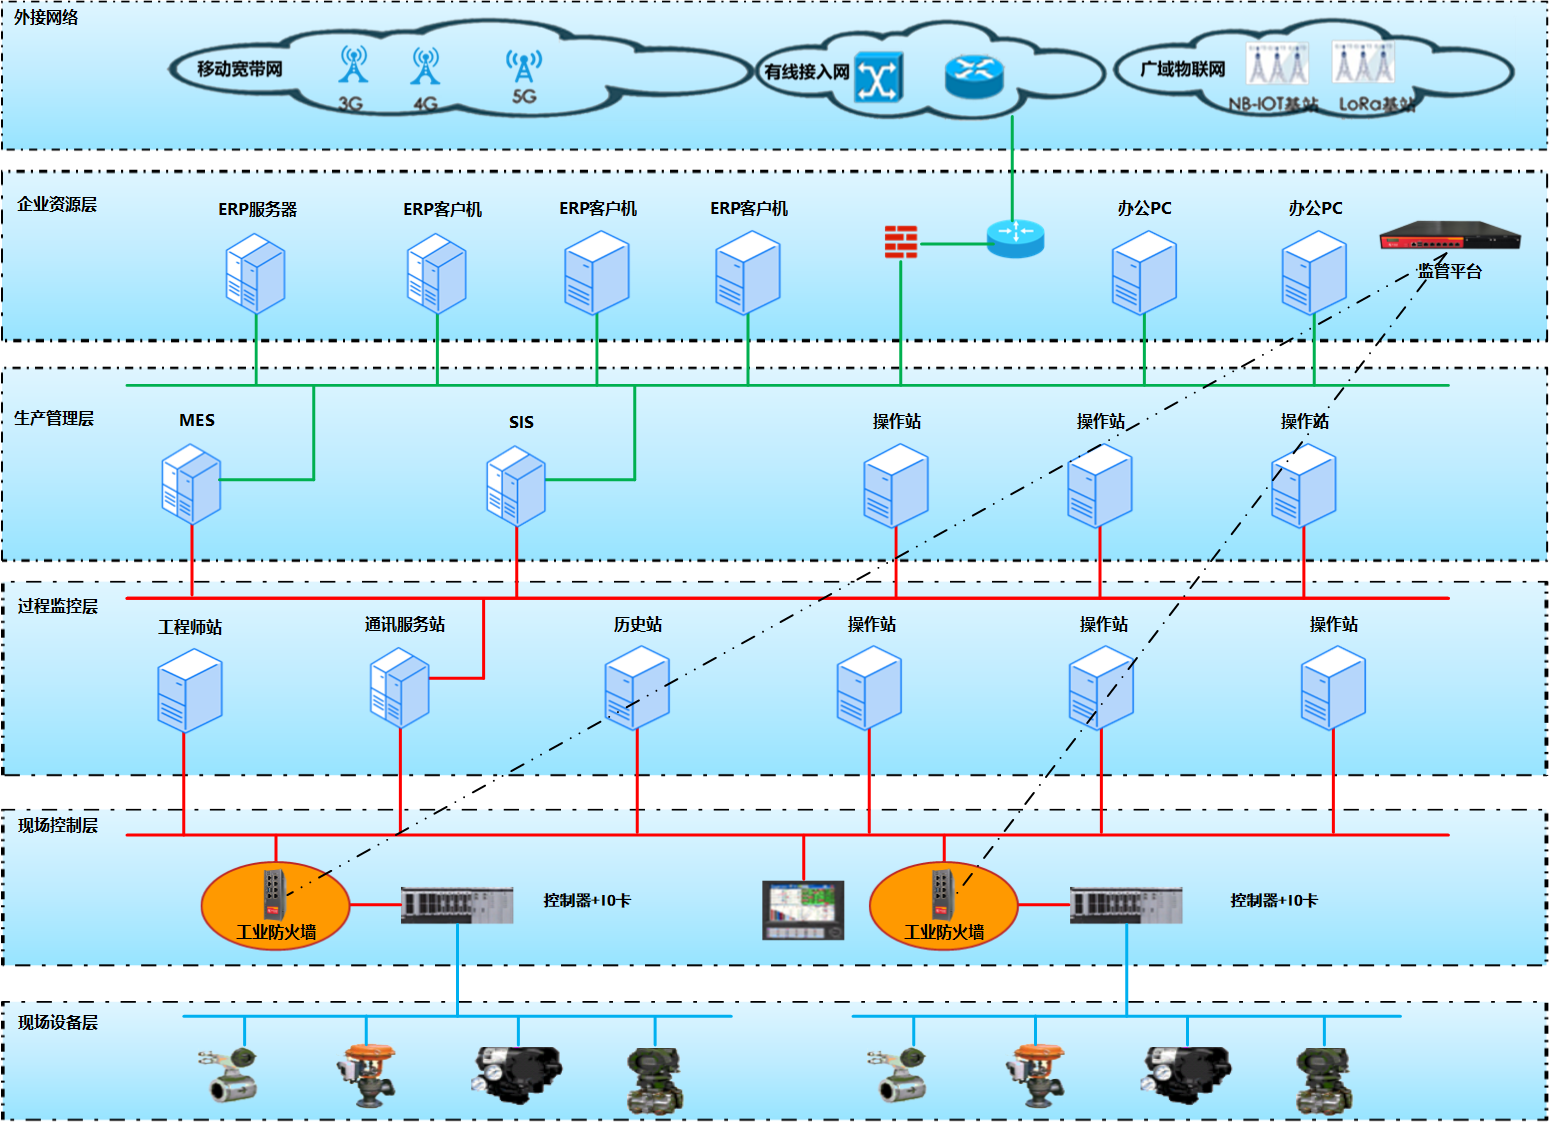 外接网络
移动宽带网
3G
4G
5G
有线接入网
广域物联网
NB-IOT基站
LoRa基站
企业资源层
ERP服务器
ERP客户机
ERP客户机
ERP客户机
办公PC
办公PC
监管平台
生产管理层
MES
SIS
操作站
操作站
操作站
过程监控层
工程师站
通讯服务站
历史站
操作站
操作站
操作站
现场控制层
工业防火墙
控制器+IO卡
工业防火墙
控制器+IO卡
现场设备层